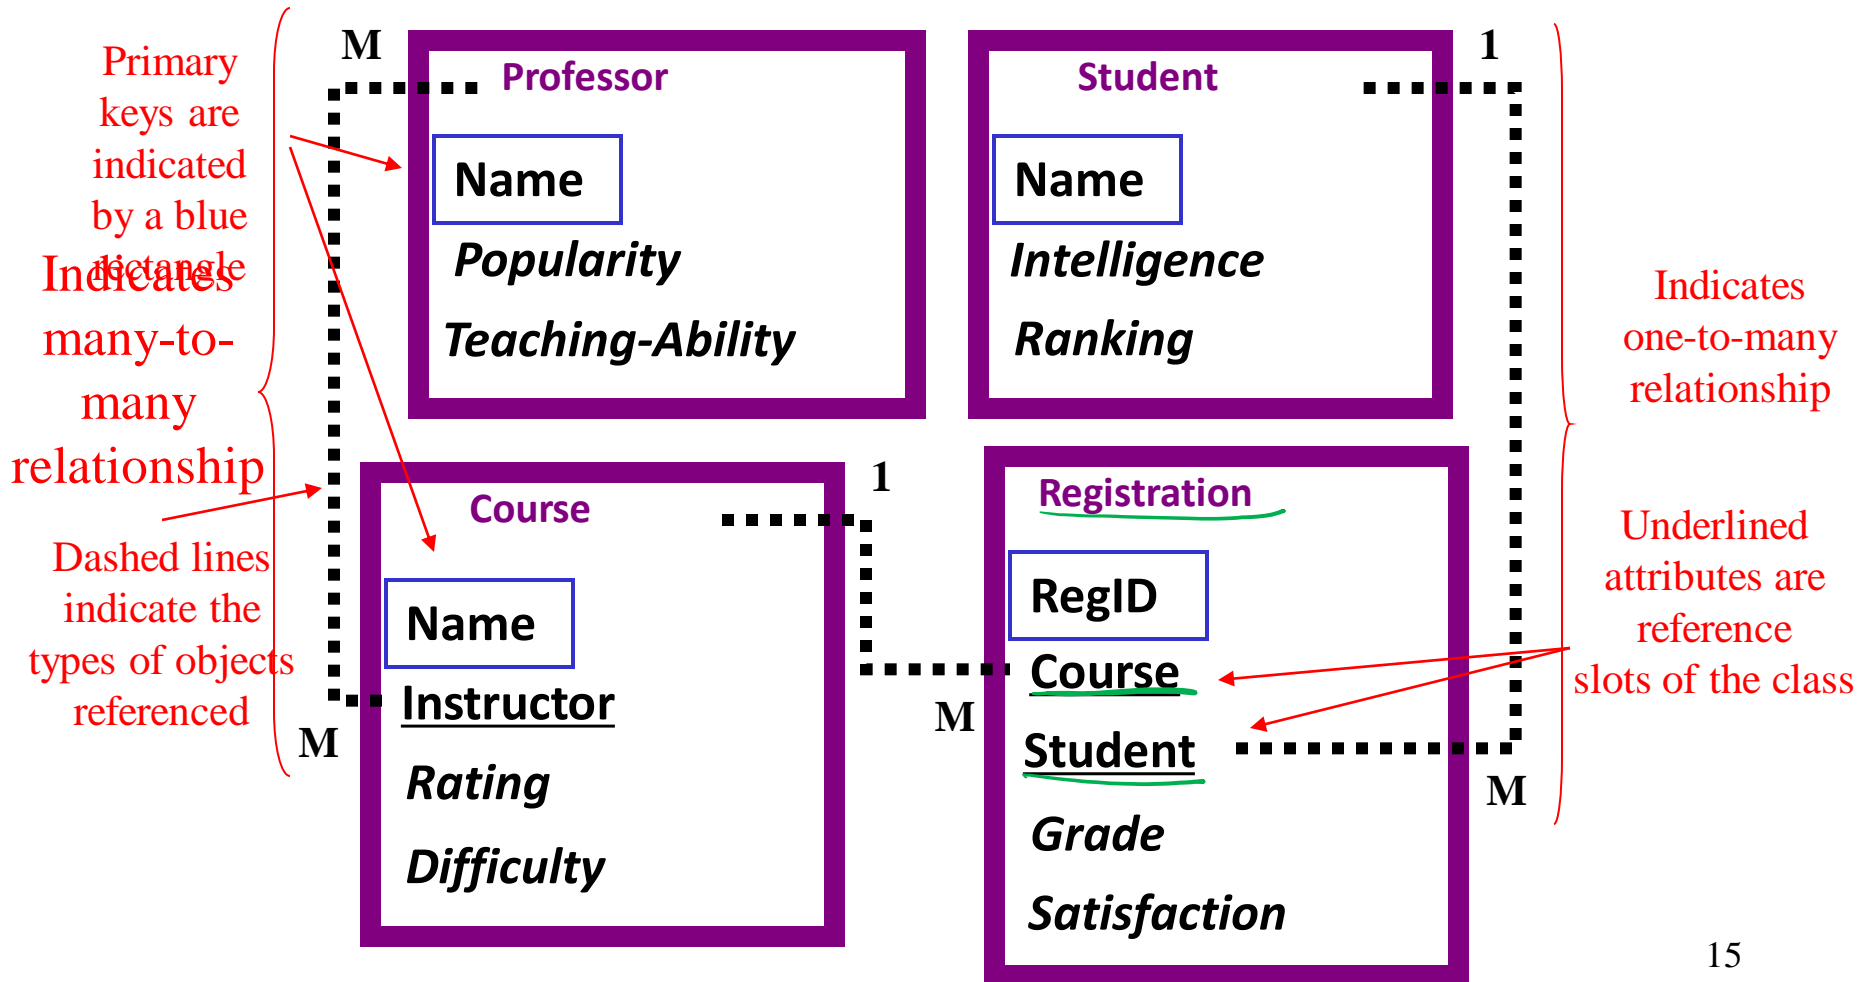 Primary
keys are
indicated
by a blue
rectangle
Indicates
many-to-
many
relationship
Dashed lines
indicate the
types of objects
referenced
M
Professor
Name
Popularity
Teaching-Ability
1
Student
Name
Intelligence
Ranking
Indicates
one-to-many
relationship
M
1
Course
Name
Instructor
Rating
Difficulty
M
Registration
RegID
Course
Student
Grade
Satisfaction
M
Underlined
attributes are
reference
slots of the class
15